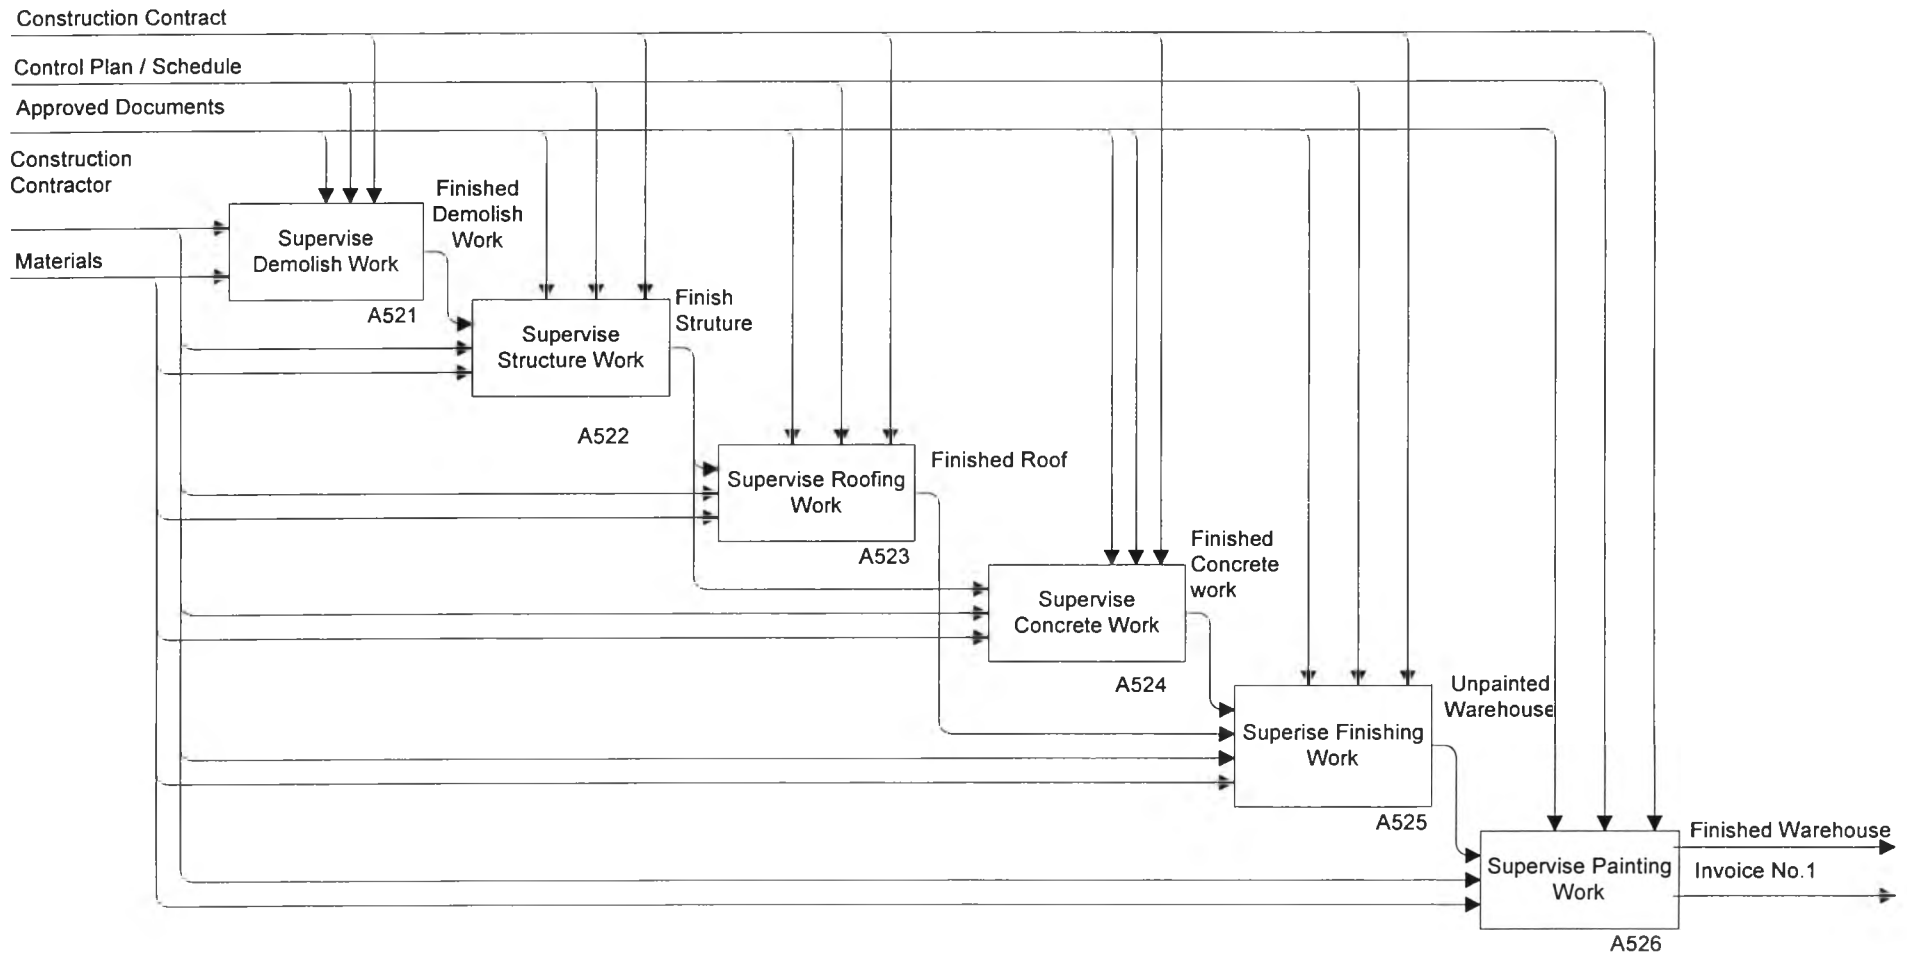 Construction Contract
Control Plan / Schedule
Approved Documents
Construction
Contractor
Materials
Supervise
Demolish Work
A521
Finished
Demolish
Work
Supervise
Structure Work
A522
Finish
Struture
Supervise Roofing
Work
A523
Finished Roof
Supervise
Concrete Work
A524
Finished
Concrete
work
Superise Finishing
Work
A525
Unpainted
Warehouse
Supervise Painting
Work
A526
Finished Warehouse
Invoice No.1